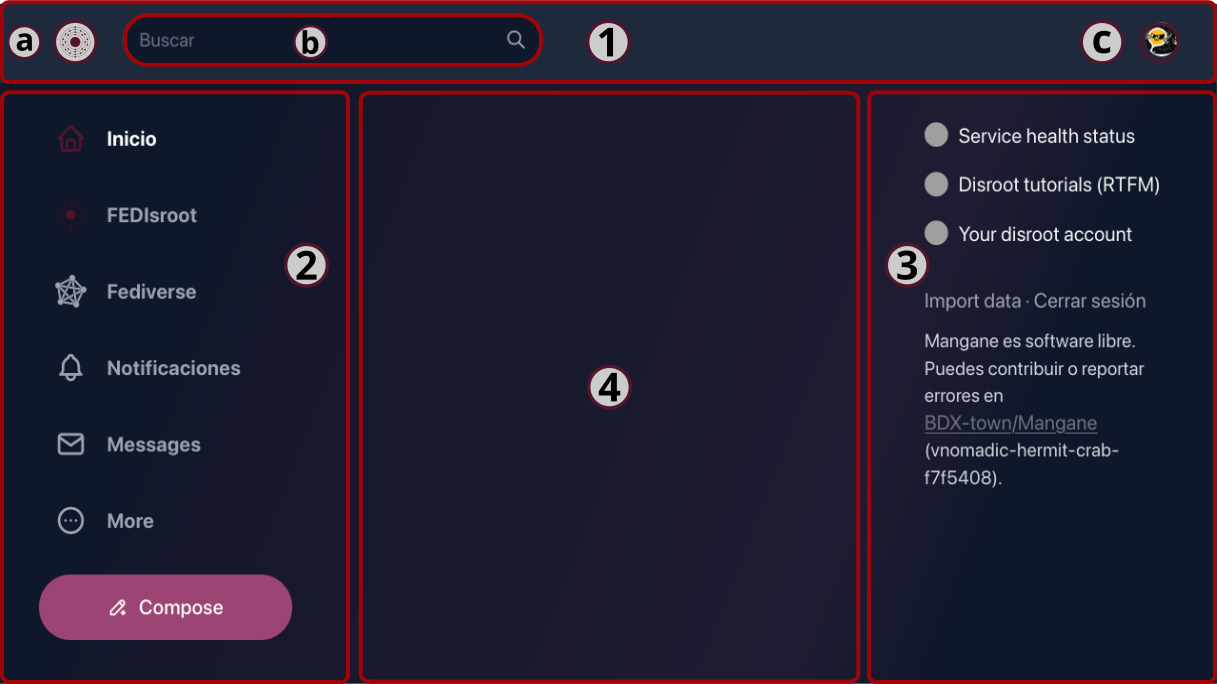 a
Buscar
b
1
c
Inicio
FEDIsroot
Fediverse
Notificaciones
Messages
More
Compose
2
4
3
Service health status
Disroot tutorials (RTFM)
Your disroot account
Import data · Cerrar sesión
Mangane es software libre.
Puedes contribuir o reportar
errores en
BDX-town/Mangane
(vnomadic-hermit-crab-
f7f5408).